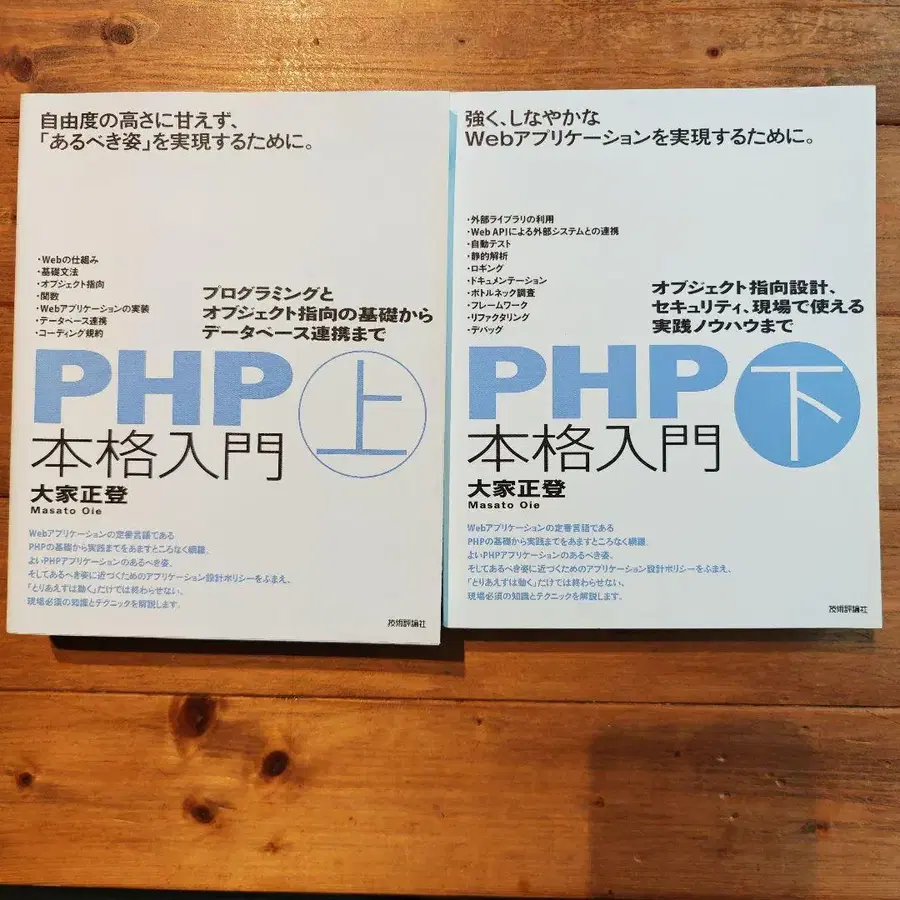 自由度の高さに甘えず、
「あるべき姿」を実現するために。
・Webの仕組み
・基礎文法
・オブジェクト指向
・関数
・Webアプリケーションの実装
・データベース連携
・コーディング規約
プログラミングと
オブジェクト指向の基礎から
データベース連携まで
PHP
本格入門
上
大家正登
Masato Oie
Webアプリケーションの定番言語である
PHPの基礎から実践までをあますところなく網羅。
よいPHPアプリケーションのあるべき姿、
そしてあるべき姿に近づくためのアプリケーション設計ポリシーをふまえ、
「とりあえずは動く」だけでは終わらせない、
現場必須の知識とテクニックを解説します。
技術評論社
強く、しなやかな
Webアプリケーションを実現するために。
・外部ライブラリの利用
・Web APIによる外部システムとの連携
・自動テスト
・静的解析
・ロギング
・ドキュメンテーション
・ボトルネック調査
・フレームワーク
・リファクタリング
・デバッグ
オブジェクト指向設計、
セキュリティ、現場で使える
実践ノウハウまで
PHP
本格入門
下
大家正登
Masato Oie
Webアプリケーションの定番言語である
PHPの基礎から実践までをあますところなく網羅。
よいPHPアプリケーションのあるべき姿、
そしてあるべき姿に近づくためのアプリケーション設計ポリシーをふまえ、
「とりあえずは動く」だけでは終わらせない、
現場必須の知識とテクニックを解説します。
技術評論社